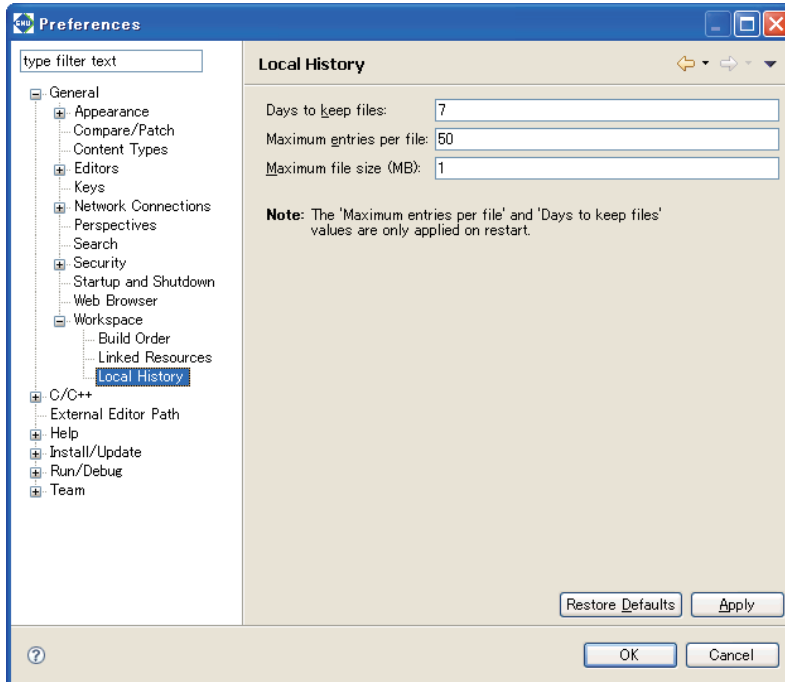 GNU
Preferences
type filter text
General
Appearance
Compare/Patch
Content Types
Editors
Keys
Network Connections
Perspectives
Search
Security
Startup and Shutdown
Web Browser
Workspace
Build Order
Linked Resources
Local History
C/C++
External Editor Path
Help
Install/Update
Run/Debug
Team
Local History
Days to keep files: 7
Maximum entries per file: 50
Maximum file size (MB): 1
Note: The 'Maximum entries per file' and 'Days to keep files'
values are only applied on restart.
Restore Defaults Apply
? OK Cancel